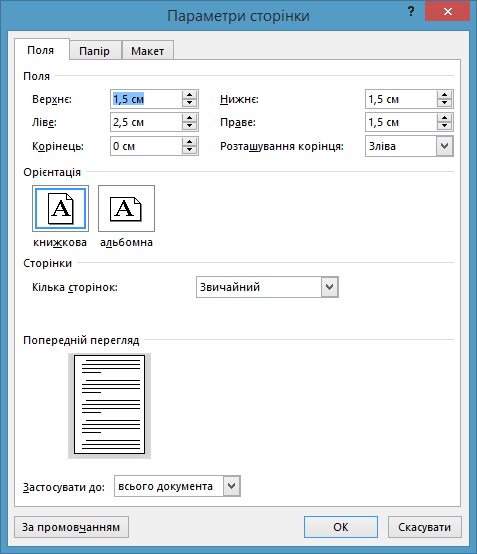 Параметри сторінки
?
Поля Папір Макет
Поля
Верхнє: 1,5 см Нижнє: 1,5 см
Ліве: 2,5 см Праве: 1,5 см
Корінець: 0 см Розташування корінця: Зліва
Орієнтація
A A
книжкова альбомна
Сторінки
Кілька сторінок: Звичайний
Попередній перегляд
Застосувати до: всього документа
За промовчанням ОК Скасувати